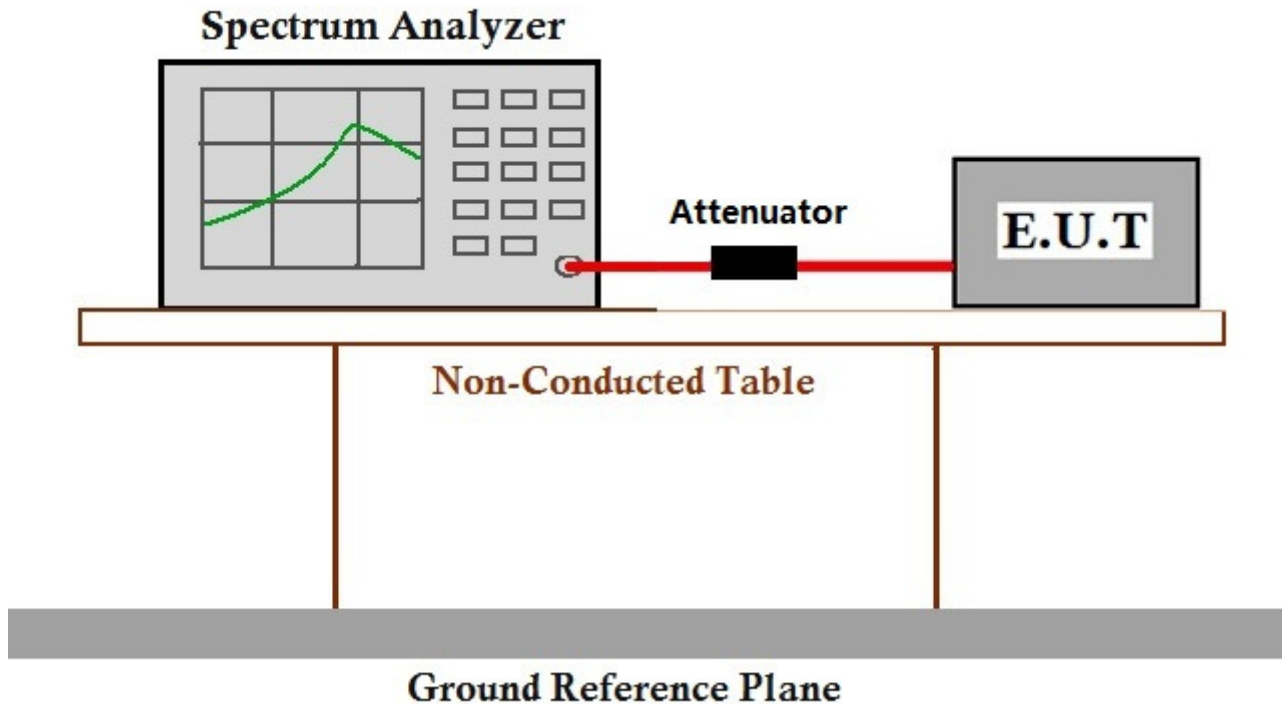 Spectrum Analyzer
Attenuator
E.U.T
Non-Conducted Table
Ground Reference Plane